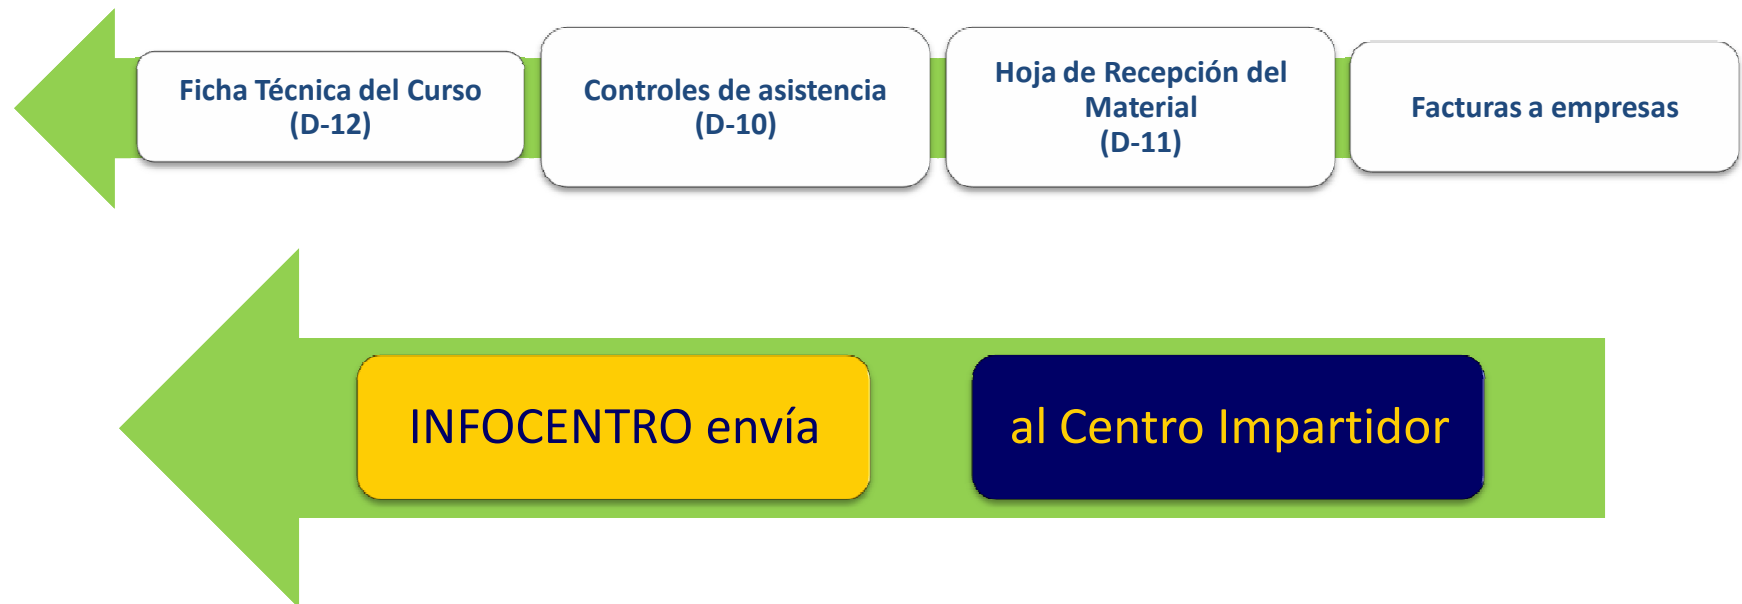 Ficha Técnica del Curso
(D-12)
Controles de asistencia
(D-10)
Hoja de Recepción del
Material
(D-11)
Facturas a empresas
INFOCENTRO envía
al Centro Impartidor